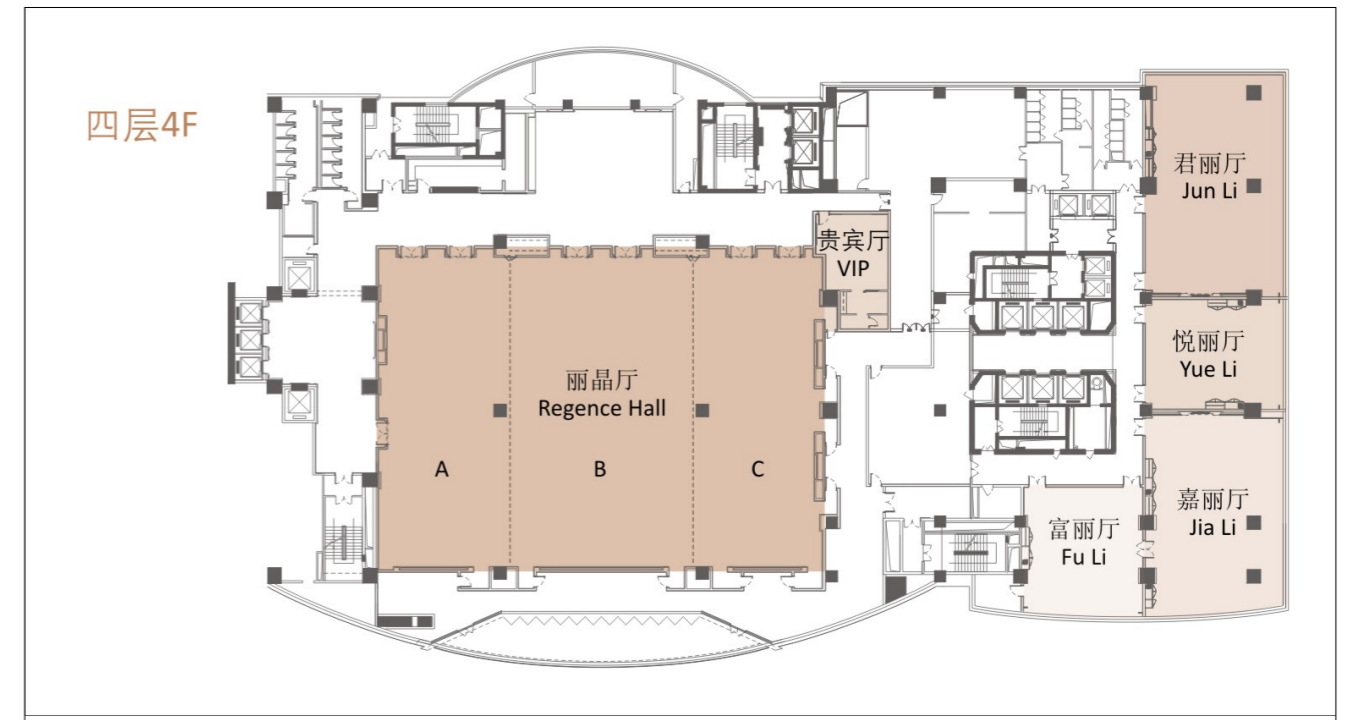 四层4F
君丽厅
Jun Li
贵宾厅
VIP
悦丽厅
Yue Li
丽晶厅
Regence Hall
A
B
C
嘉丽厅
Jia Li
富丽厅
Fu Li